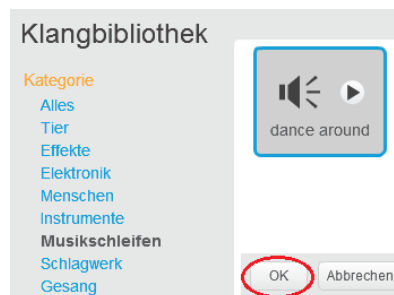 Klangbibliothek
Kategorie
Alles
Tier
Effekte
Elektronik
Menschen
Instrumente
Musikschleifen
Schlagwerk
Gesang
dance around
OK
Abbrechen